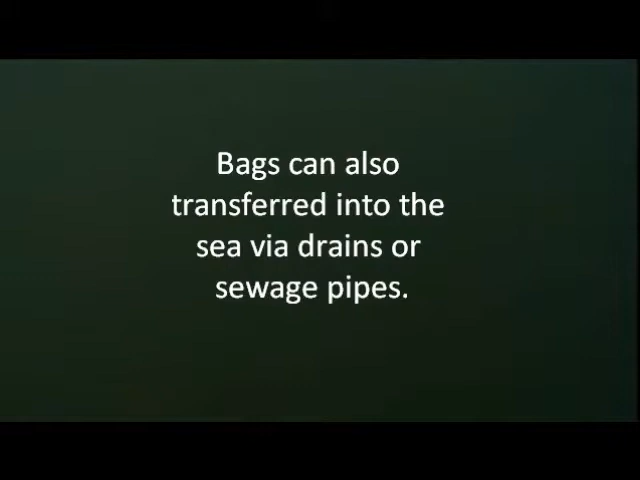 Bags can also
transferred into the
sea via drains or
sewage pipes.